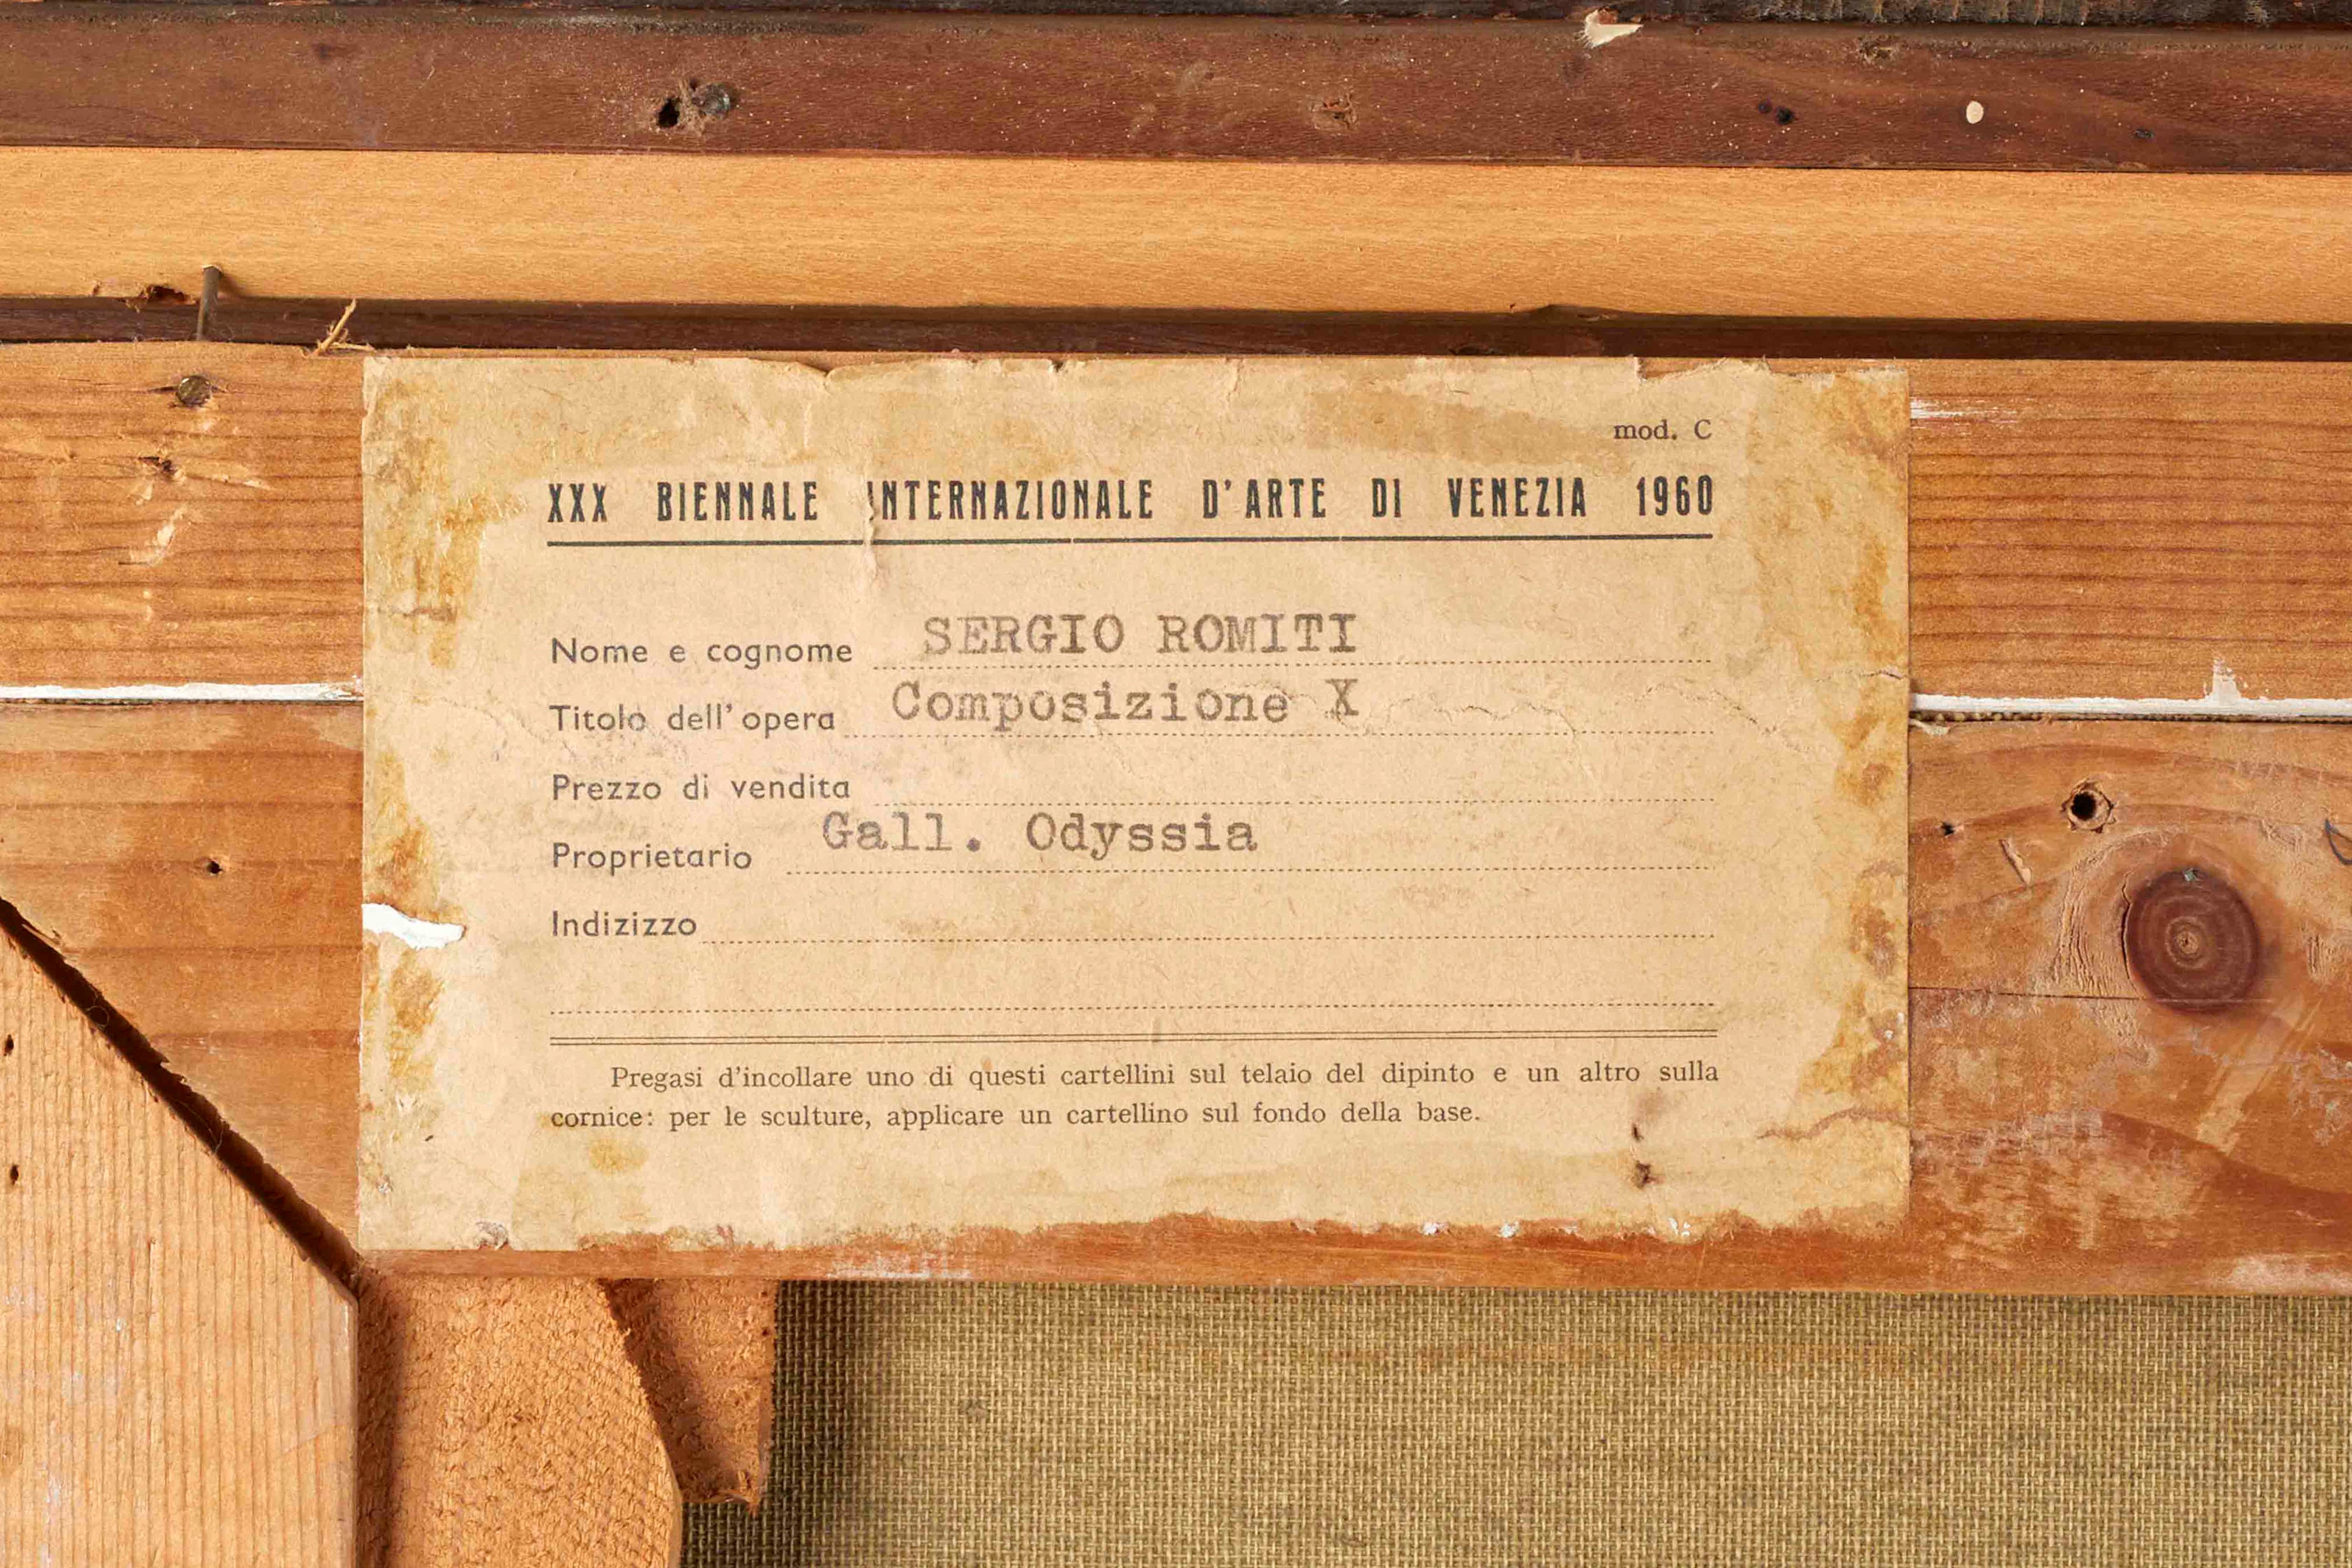 mod. C
XXX BIENNALE INTERNAZIONALE D'ARTE DI VENEZIA 1960
Nome e cognome SERGIO ROMITI
Titolo dell'opera Composizione X
Prezzo di vendita
Proprietario Gall. Odyssia
Indizizzo
Pregasi d'incollare uno di questi cartellini sul telaio del dipinto e un altro sulla
cornice: per le sculture, applicare un cartellino sul fondo della base.